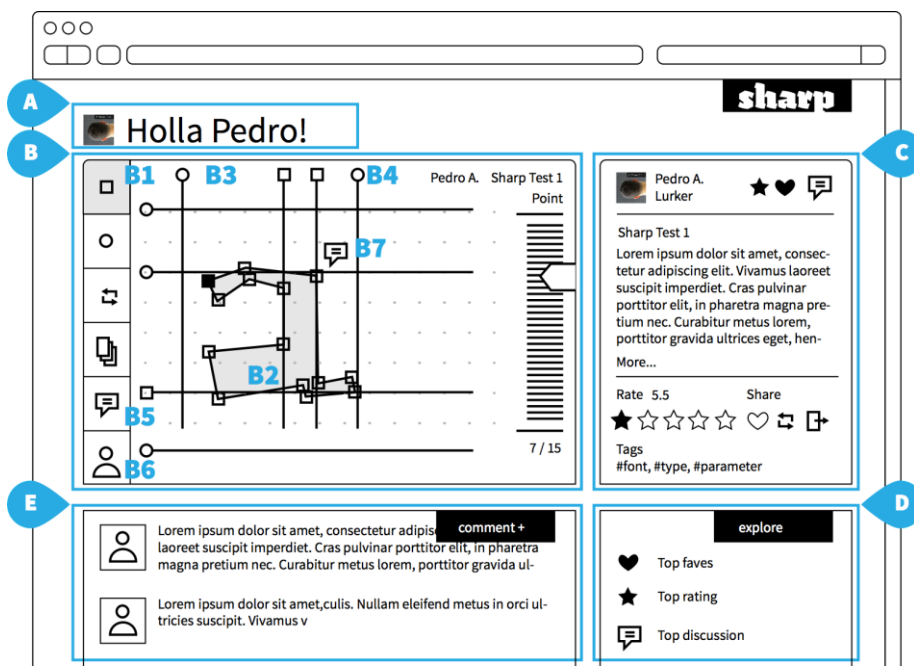 sharp
A
Holla Pedro!
B
C
B1
B3
B4
Pedro A.
Sharp Test 1
Point
B7
B2
B5
B6
7 / 15
Pedro A.
Lurker
Sharp Test 1
Lorem ipsum dolor sit amet, consec-
tetur adipiscing elit. Vivamus laoreet
suscipit imperdiet. Cras pulvinar
porttitor elit, in pharetra magna pre-
tium nec. Curabitur metus lorem,
porttitor gravida ultrices eget, hen-
More...
Rate 5.5
Share
Tags
#font, #type, #parameter
E
D
comment +
Lorem ipsum dolor sit amet, consectetur adipisc
laoreet suscipit imperdiet. Cras pulvinar porttitor elit, in pharetra
magna pretium nec. Curabitur metus lorem, porttitor gravida ul-
Lorem ipsum dolor sit amet,culis. Nullam eleifend metus in orci ul-
tricies suscipit. Vivamus v
explore
Top faves
Top rating
Top discussion